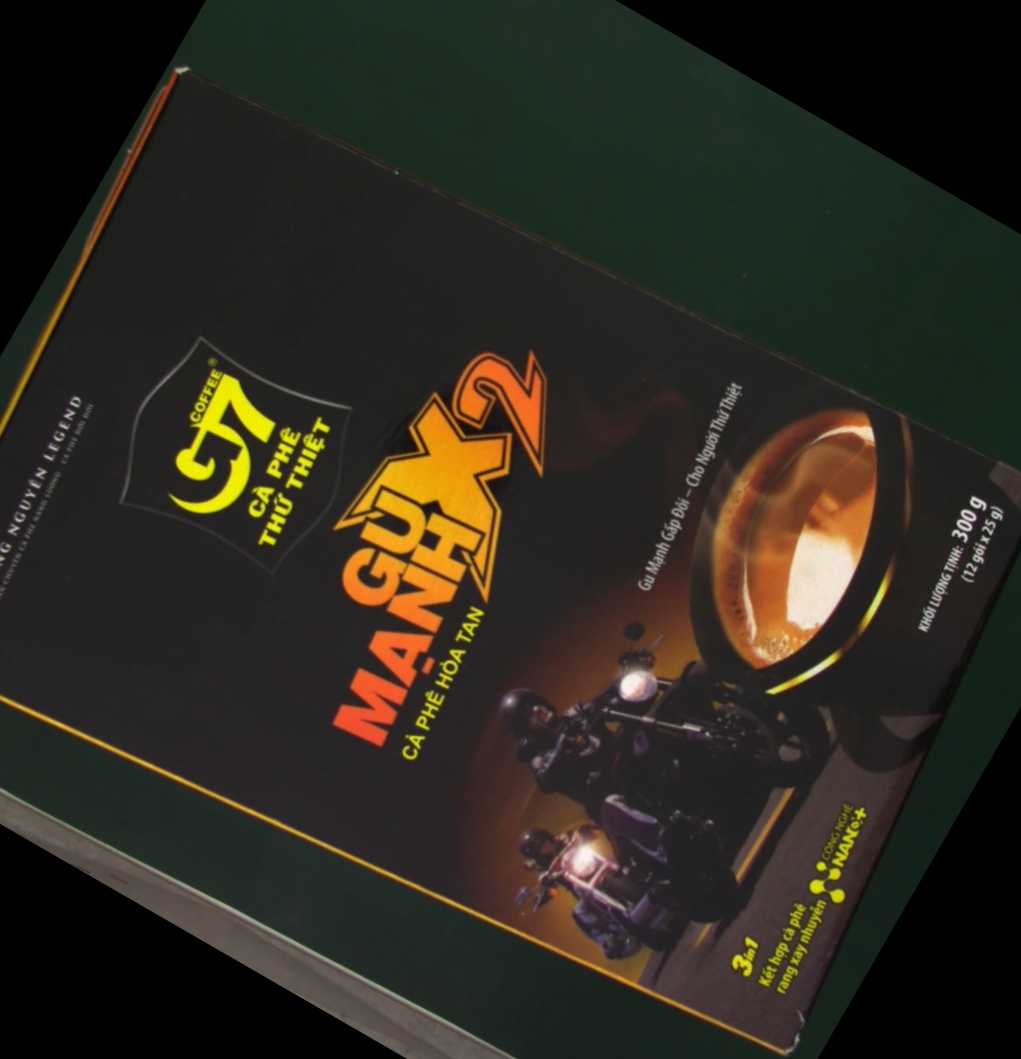 NGUYÊN LEGEND
COFFEE®
G7
CÀ PHÊ
THỨ THIỆT
GU
MẠNH X2
CÀ PHÊ HÒA TAN
Gu Mạnh Gấp Đôi – Cho Người Thứ Thiệt
KHỐI LƯỢNG TỊNH: 300 g
(12 gói x 25 g)
3in1
Kết hợp cà phê
rang xay nhuyễn
CÔNG NGHỆ
NANO+